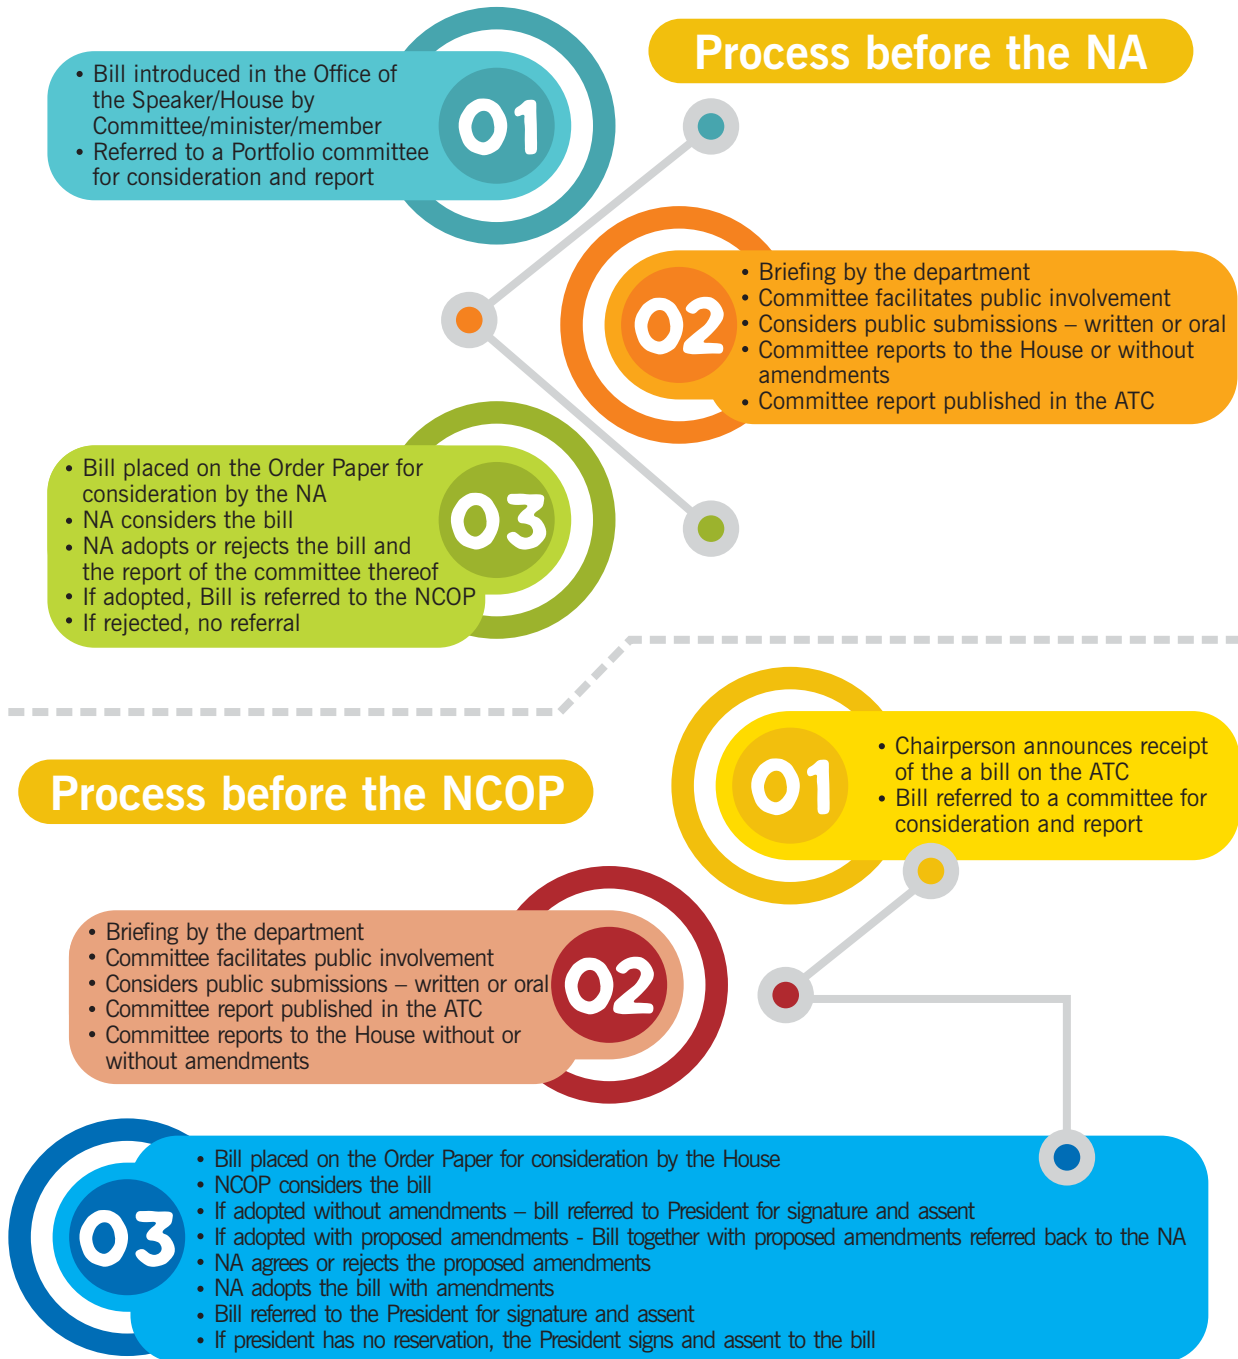 Process before the NA
01
• Bill introduced in the Office of
the Speaker/House by
Committee/minister/member
• Referred to a Portfolio committee
for consideration and report
02
• Briefing by the department
• Committee facilitates public involvement
• Considers public submissions – written or oral
• Committee reports to the House or without
amendments
• Committee report published in the ATC
03
• Bill placed on the Order Paper for
consideration by the NA
• NA considers the bill
• NA adopts or rejects the bill and
the report of the committee thereof
• If adopted, Bill is referred to the NCOP
• If rejected, no referral
Process before the NCOP
01
• Chairperson announces receipt
of the a bill on the ATC
• Bill referred to a committee for
consideration and report
02
• Briefing by the department
• Committee facilitates public involvement
• Considers public submissions – written or oral
• Committee report published in the ATC
• Committee reports to the House without or
without amendments
03
• Bill placed on the Order Paper for consideration by the House
• NCOP considers the bill
• If adopted without amendments – bill referred to President for signature and assent
• If adopted with proposed amendments - Bill together with proposed amendments referred back to the NA
• NA agrees or rejects the proposed amendments
• NA adopts the bill with amendments
• Bill referred to the President for signature and assent
• If president has no reservation, the President signs and assent to the bill